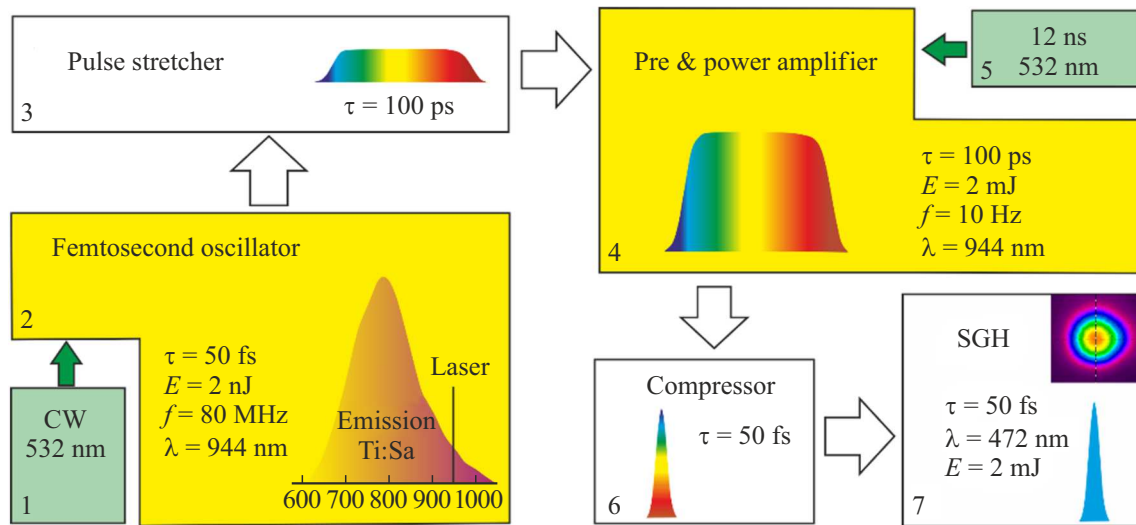 Pulse stretcher
τ = 100 ps
3
Pre & power amplifier
τ = 100 ps
E = 2 mJ
f = 10 Hz
λ = 944 nm
4
12 ns
532 nm
5
Femtosecond oscillator
2
τ = 50 fs
E = 2 nJ
f = 80 MHz
λ = 944 nm
Laser
Emission
Ti:Sa
600 700 800 900 1000
CW
532 nm
1
Compressor
τ = 50 fs
6
SGH
τ = 50 fs
λ = 472 nm
E = 2 mJ
7